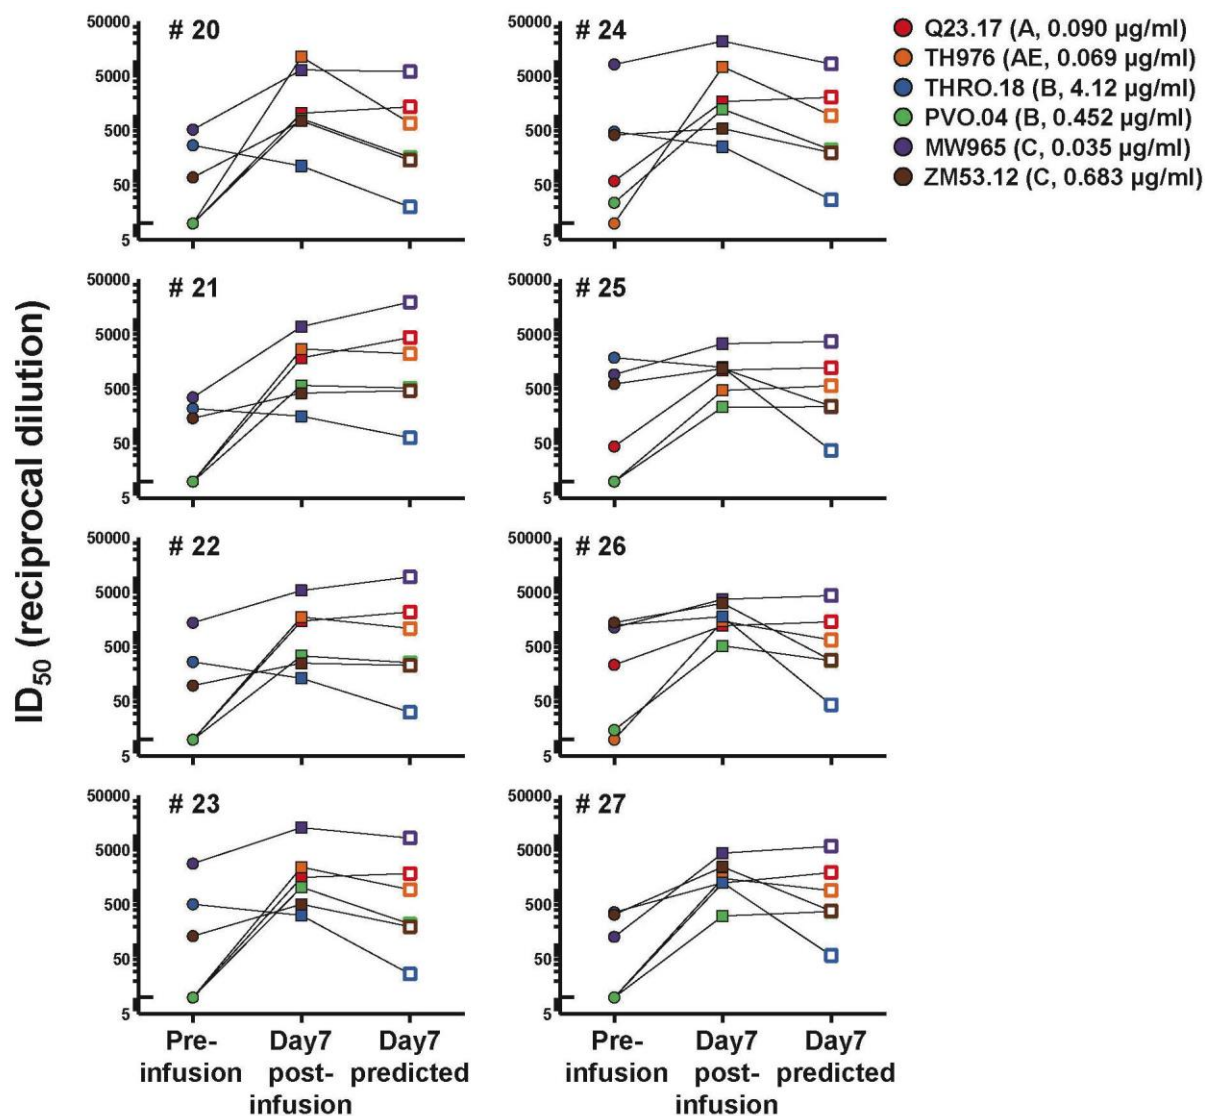 # 20
50000
5000
500
50
5
# 24
50000
5000
500
50
5
Q23.17 (A, 0.090 µg/ml)
TH976 (AE, 0.069 µg/ml)
THRO.18 (B, 4.12 µg/ml)
PVO.04 (B, 0.452 µg/ml)
MW965 (C, 0.035 µg/ml)
ZM53.12 (C, 0.683 µg/ml)
# 21
50000
5000
500
50
5
# 25
50000
5000
500
50
5
ID50 (reciprocal dilution)
# 22
50000
5000
500
50
5
# 26
50000
5000
500
50
5
# 23
50000
5000
500
50
5
# 27
50000
5000
500
50
5
Pre-
infusion
Day7
post-
infusion
Day7
predicted
Pre-
infusion
Day7
post-
infusion
Day7
predicted